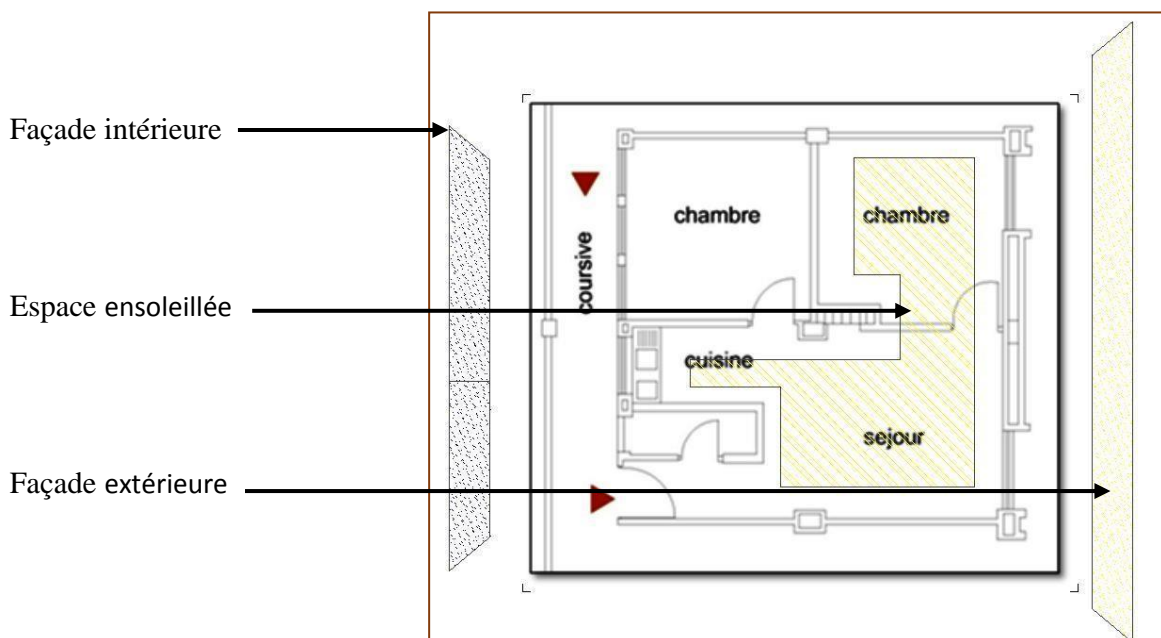 Façade intérieure
chambre
chambre
coursive
Espace ensoleillée
cuisine
sejour
Façade extérieure